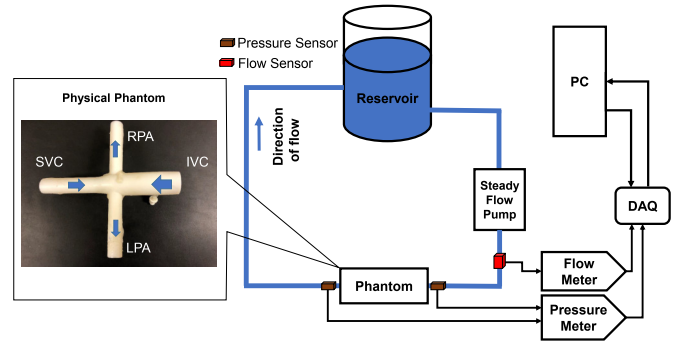 Pressure Sensor
Flow Sensor
Reservoir
PC
Physical Phantom
RPA
SVC
IVC
LPA
Direction
of flow
Steady
Flow
Pump
DAQ
Flow
Meter
Phantom
Pressure
Meter